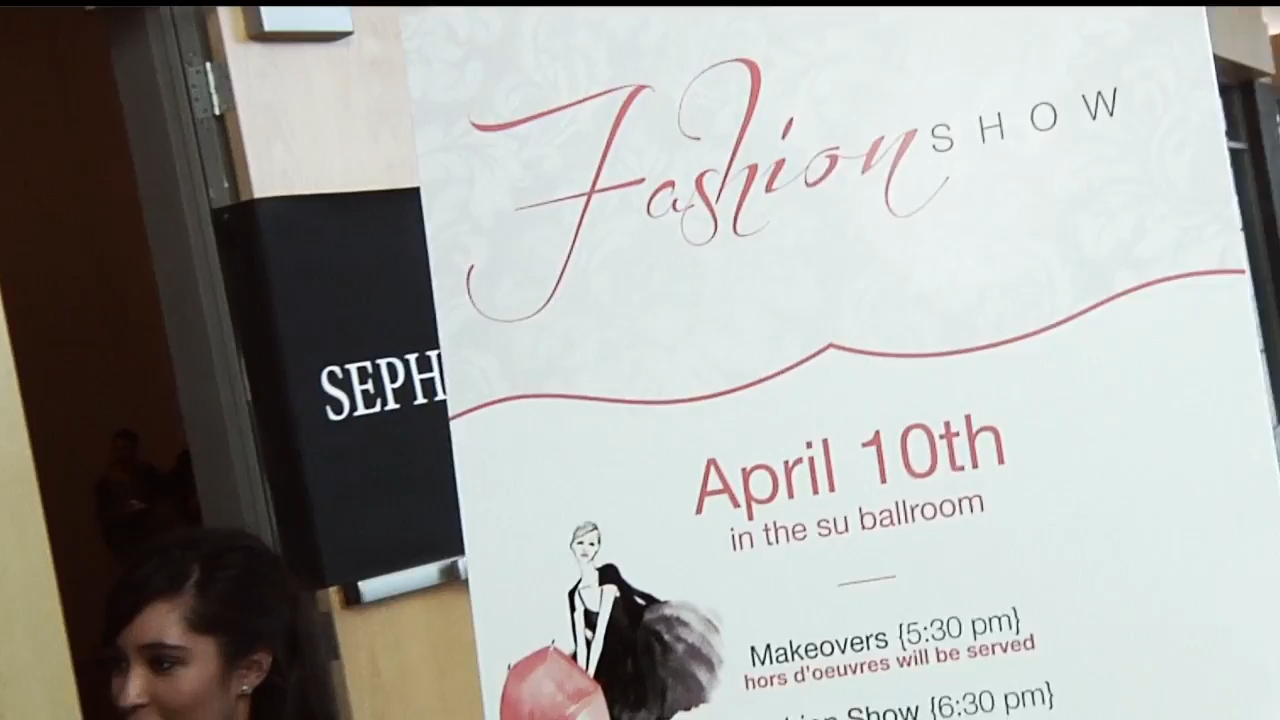 Fashion SHOW
SEPH
April 10th
in the su ballroom
Makeovers {5:30 pm}
hors d'oeuvres will be served
Show {6:30 pm}